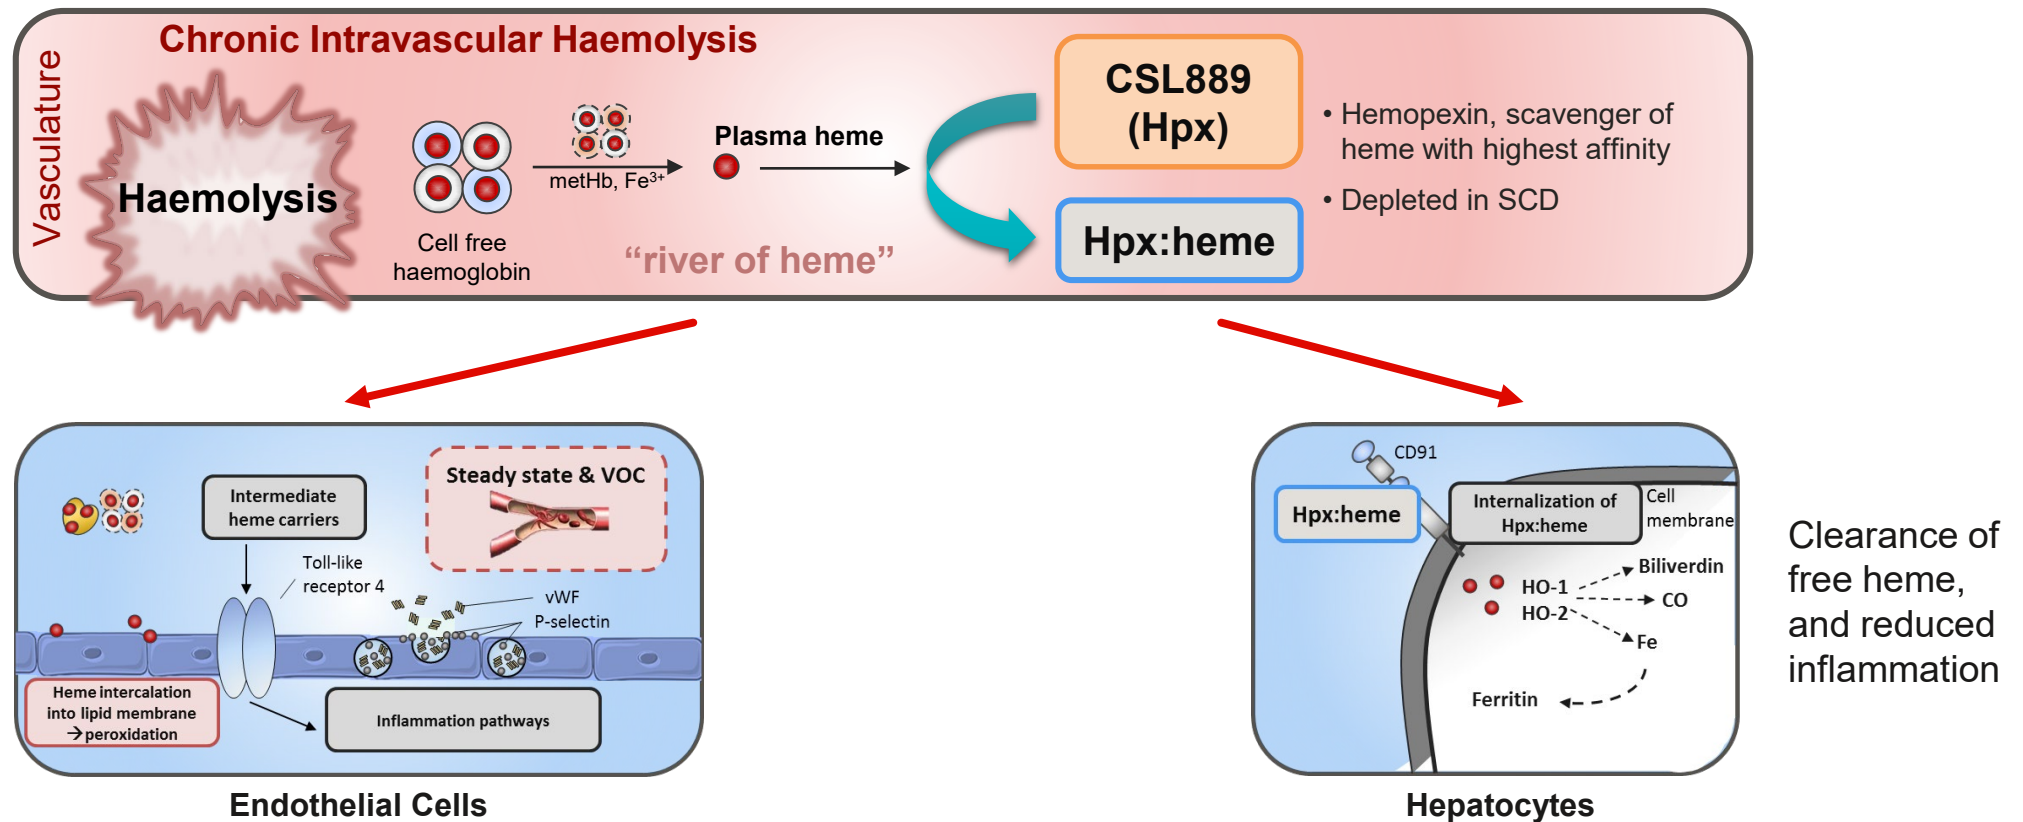 Chronic Intravascular Haemolysis
Vasculature
Haemolysis
Cell free
haemoglobin
metHb, Fe³⁺
Plasma heme
“river of heme”
CSL889
(Hpx)
Hpx:heme
• Hemopexin, scavenger of
heme with highest affinity
• Depleted in SCD
Intermediate
heme carriers
Steady state & VOC
Toll-like
receptor 4
vWF
P-selectin
Heme intercalation
into lipid membrane
→peroxidation
Inflammation pathways
Endothelial Cells
CD91
Hpx:heme
Internalization of
Hpx:heme
Cell
membrane
HO-1
HO-2
Biliverdin
CO
Fe
Ferritin
Hepatocytes
Clearance of
free heme,
and reduced
inflammation